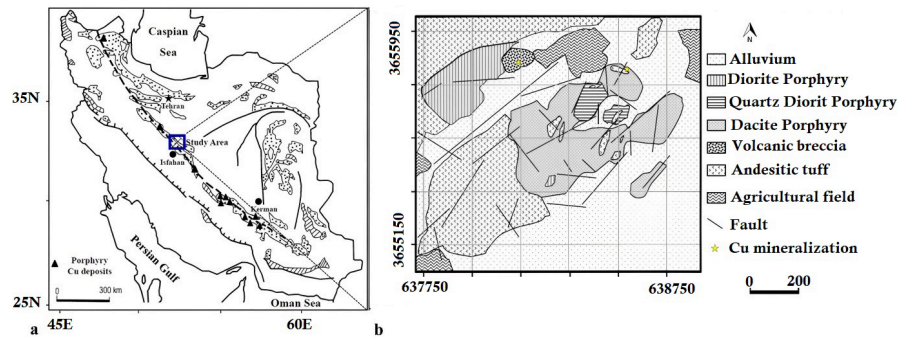 Caspian
Sea
35N
Tehran
Study Area
Isfahan
Kerman
Persian Gulf
Porphyry
Cu deposits
0 300 km
Oman Sea
25N
a 45E 60E b
3655950
3655150
637750 638750
N
Alluvium
Diorite Porphyry
Quartz Diorit Porphyry
Dacite Porphyry
Volcanic breccia
Andesitic tuff
Agricultural field
Fault
Cu mineralization
0 200